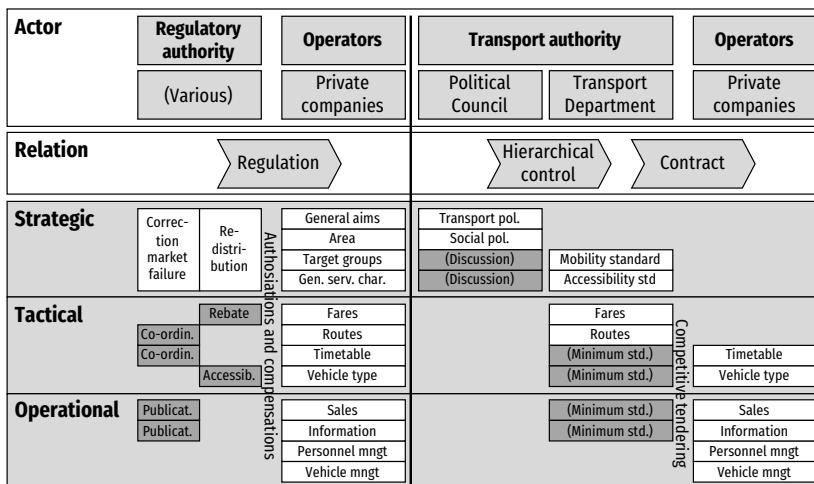 Actor
Regulatory
authority
Operators
Transport authority
Operators
(Various)
Private
companies
Political
Council
Transport
Department
Private
companies
Relation
Regulation
Hierarchical
control
Contract
Strategic
Correc-
tion
market
failure
Re-
distri-
bution
Authosiations and compensations
General aims
Area
Target groups
Gen. serv. char.
Transport pol.
Social pol.
(Discussion)
(Discussion)
Mobility standard
Accessibility std
Tactical
Rebate
Co-ordin.
Co-ordin.
Accessib.
Fares
Routes
Timetable
Vehicle type
Fares
Routes
(Minimum std.)
(Minimum std.)
Competitive tendering
Timetable
Vehicle type
Operational
Publicat.
Publicat.
Sales
Information
Personnel mngt
Vehicle mngt
(Minimum std.)
(Minimum std.)
Sales
Information
Personnel mngt
Vehicle mngt